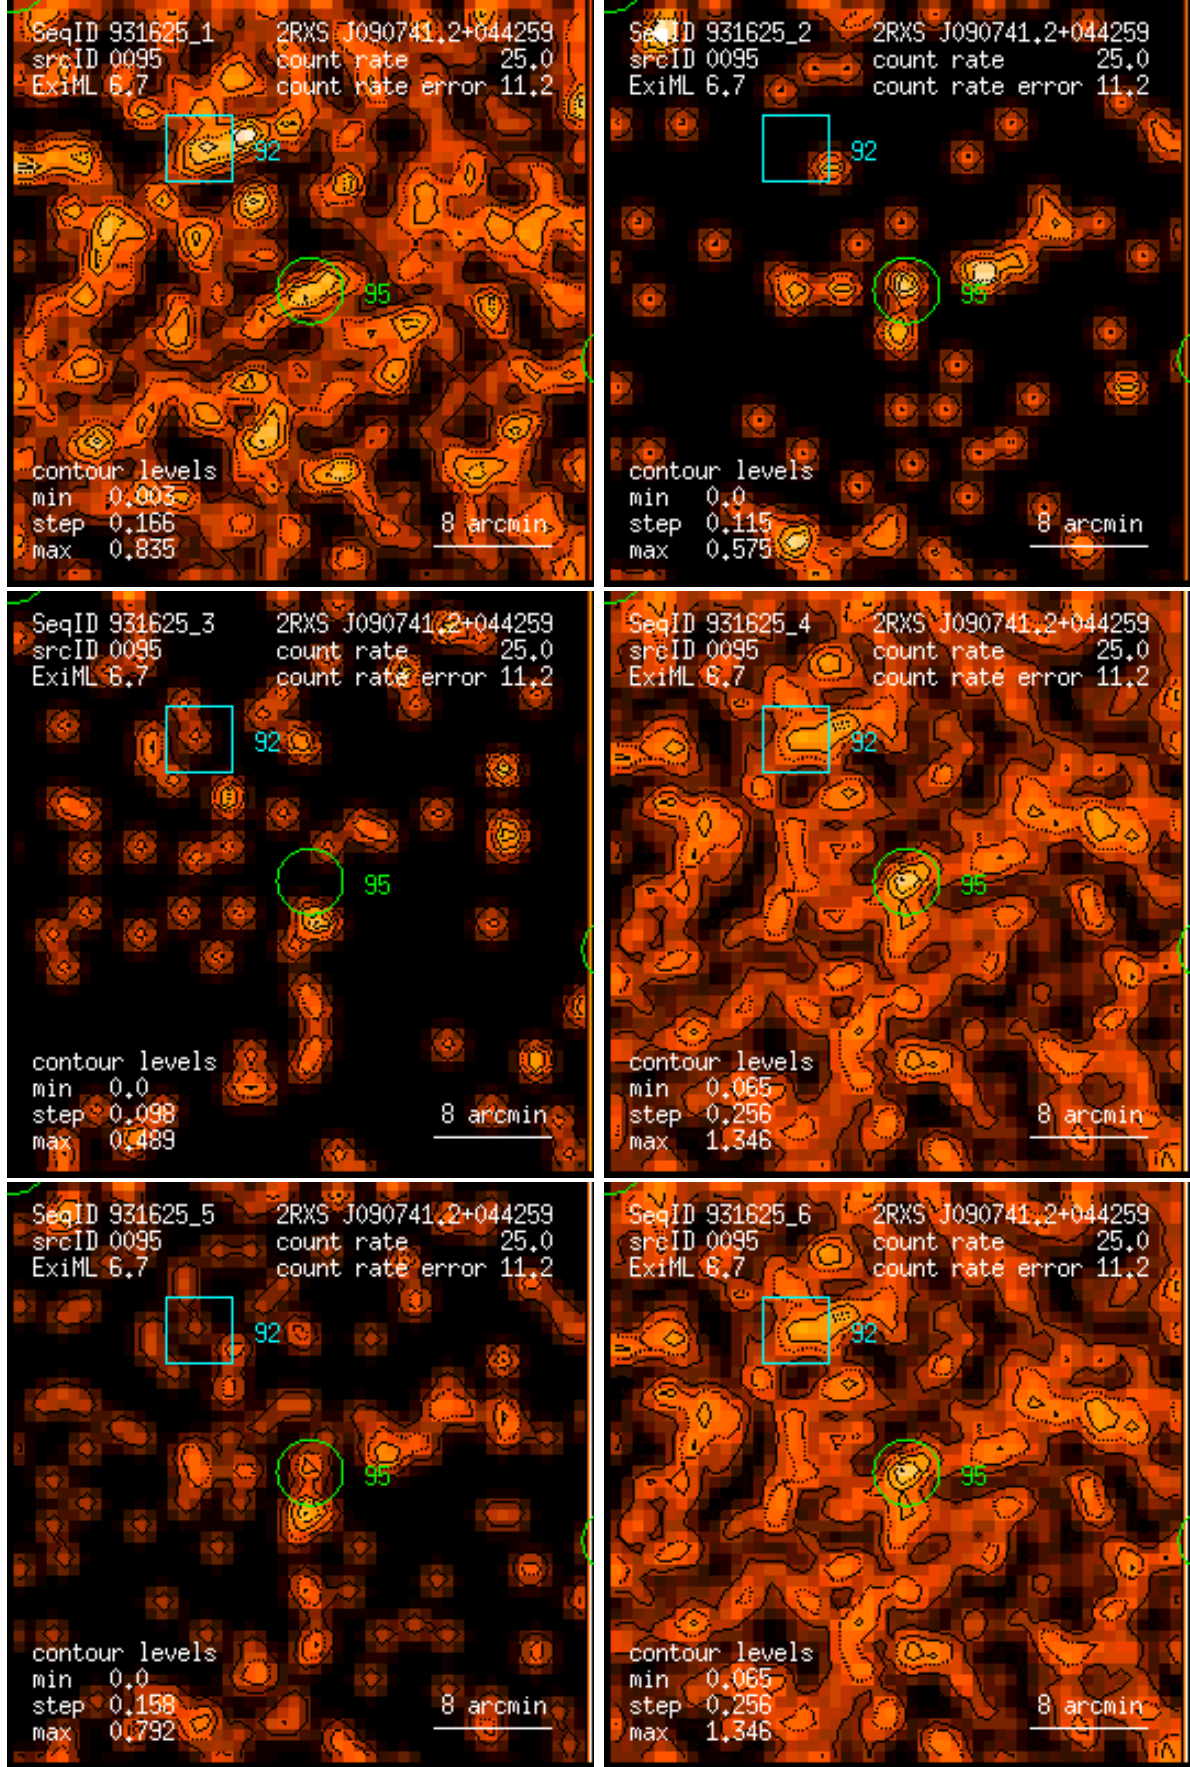 SeqID 931625_1 2RXS J090741.2+044259
srcID 0095 count rate 25.0
ExiML 6.7 count rate error 11.2
92
95
contour levels
min 0.003
step 0.166 8 arcmin
max 0.835
SeqID 931625_2 2RXS J090741.2+044259
srcID 0095 count rate 25.0
ExiML 6.7 count rate error 11.2
92
95
contour levels
min 0.0
step 0.115 8 arcmin
max 0.575
SeqID 931625_3 2RXS J090741.2+044259
srcID 0095 count rate 25.0
ExiML 6.7 count rate error 11.2
92
95
contour levels
min 0.0
step 0.098 8 arcmin
max 0.489
SeqID 931625_4 2RXS J090741.2+044259
srcID 0095 count rate 25.0
ExiML 6.7 count rate error 11.2
92
95
contour levels
min 0.065
step 0.256 8 arcmin
max 1.346
SeqID 931625_5 2RXS J090741.2+044259
srcID 0095 count rate 25.0
ExiML 6.7 count rate error 11.2
92
95
contour levels
min 0.0
step 0.158 8 arcmin
max 0.792
SeqID 931625_6 2RXS J090741.2+044259
srcID 0095 count rate 25.0
ExiML 6.7 count rate error 11.2
92
95
contour levels
min 0.065
step 0.256 8 arcmin
max 1.346